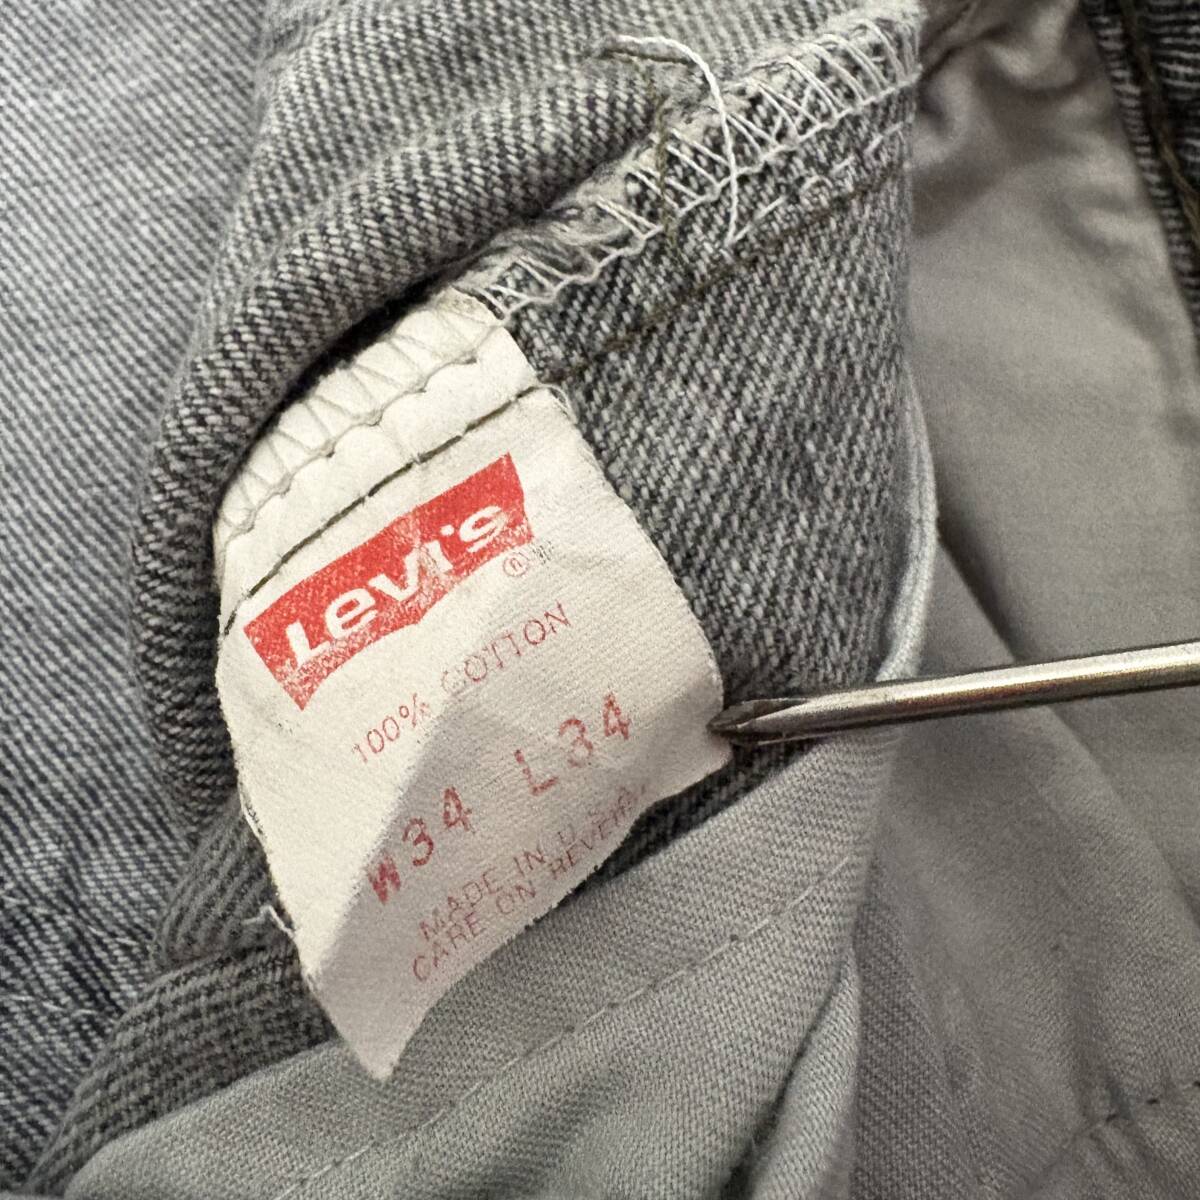 Levi's®
100% COTTON
W34 L34
MADE IN U.S.A.
CARE ON REVERSE